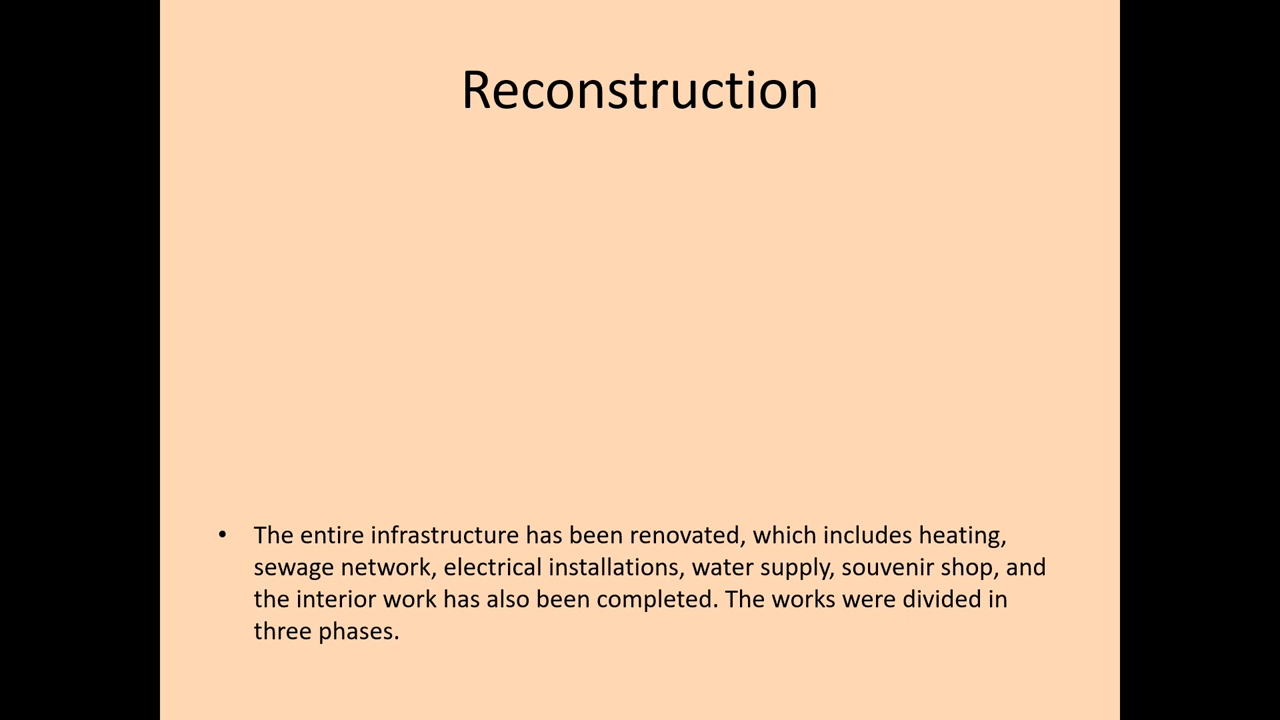 Reconstruction
• The entire infrastructure has been renovated, which includes heating,
sewage network, electrical installations, water supply, souvenir shop, and
the interior work has also been completed. The works were divided in
three phases.